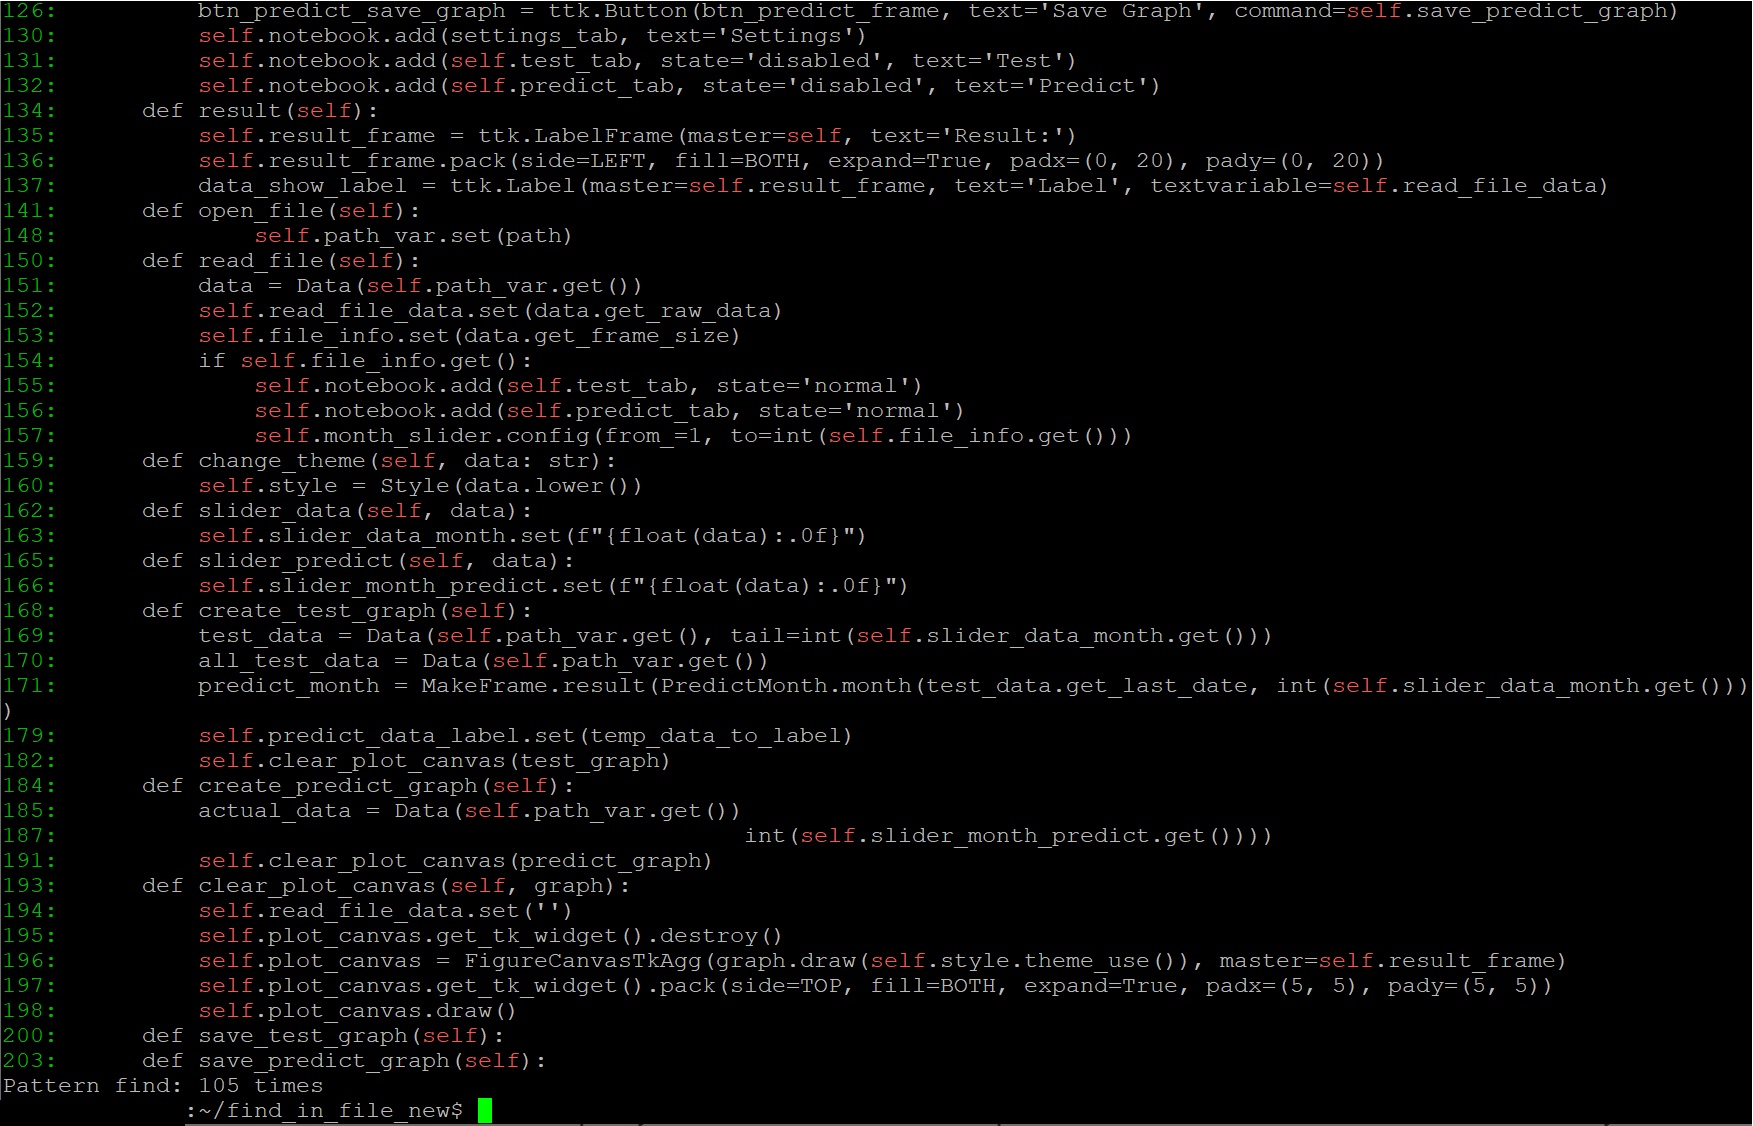 126:          btn_predict_save_graph = ttk.Button(btn_predict_frame, text='Save Graph', command=self.save_predict_graph)
130:          self.notebook.add(settings_tab, text='Settings')
131:          self.notebook.add(self.test_tab, state='disabled', text='Test')
132:          self.notebook.add(self.predict_tab, state='disabled', text='Predict')
134:      def result(self):
135:          self.result_frame = ttk.LabelFrame(master=self, text='Result:')
136:          self.result_frame.pack(side=LEFT, fill=BOTH, expand=True, padx=(0, 20), pady=(0, 20))
137:          data_show_label = ttk.Label(master=self.result_frame, text='Label', textvariable=self.read_file_data)
141:      def open_file(self):
148:              self.path_var.set(path)
150:      def read_file(self):
151:          data = Data(self.path_var.get())
152:          self.read_file_data.set(data.get_raw_data)
153:          self.file_info.set(data.get_frame_size)
154:          if self.file_info.get():
155:              self.notebook.add(self.test_tab, state='normal')
156:              self.notebook.add(self.predict_tab, state='normal')
157:              self.month_slider.config(from_=1, to=int(self.file_info.get()))
159:      def change_theme(self, data: str):
160:          self.style = Style(data.lower())
162:      def slider_data(self, data):
163:          self.slider_data_month.set(f"{float(data):.0f}")
165:      def slider_predict(self, data):
166:          self.slider_month_predict.set(f"{float(data):.0f}")
168:      def create_test_graph(self):
169:          test_data = Data(self.path_var.get(), tail=int(self.slider_data_month.get()))
170:          all_test_data = Data(self.path_var.get())
171:          predict_month = MakeFrame.result(PredictMonth.month(test_data.get_last_date, int(self.slider_data_month.get()))
)
179:          self.predict_data_label.set(temp_data_to_label)
182:          self.clear_plot_canvas(test_graph)
184:      def create_predict_graph(self):
185:          actual_data = Data(self.path_var.get())
187:                                                 int(self.slider_month_predict.get())))
191:          self.clear_plot_canvas(predict_graph)
193:      def clear_plot_canvas(self, graph):
194:          self.read_file_data.set('')
195:          self.plot_canvas.get_tk_widget().destroy()
196:          self.plot_canvas = FigureCanvasTkAgg(graph.draw(self.style.theme_use()), master=self.result_frame)
197:          self.plot_canvas.get_tk_widget().pack(side=TOP, fill=BOTH, expand=True, padx=(5, 5), pady=(5, 5))
198:          self.plot_canvas.draw()
200:      def save_test_graph(self):
203:      def save_predict_graph(self):
Pattern find: 105 times
:~/find_in_file_new$